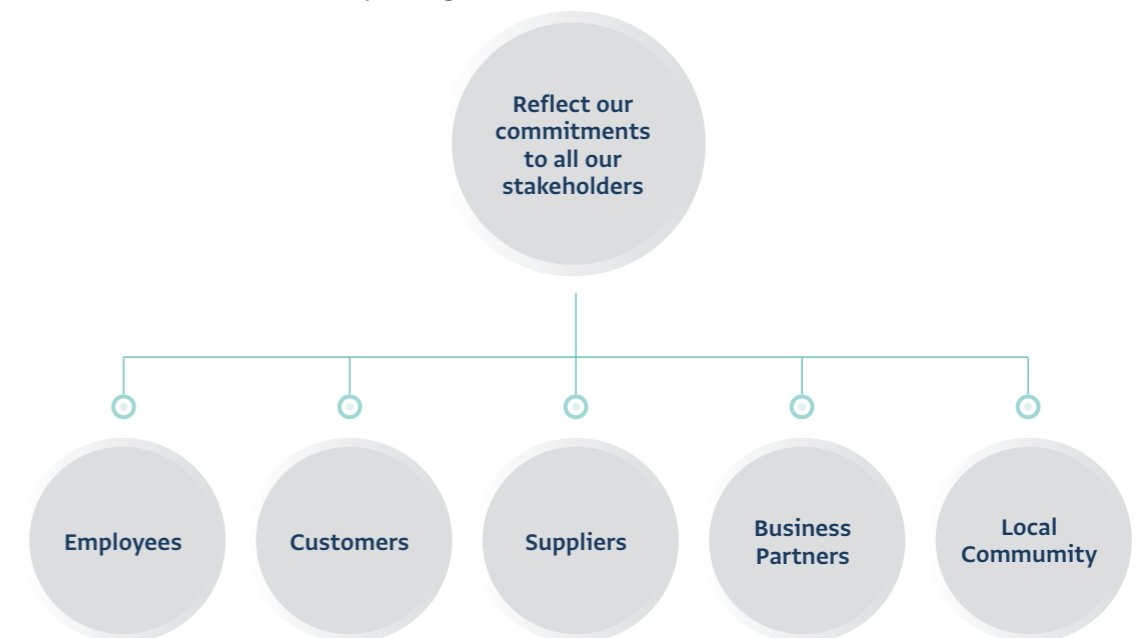 Reflect our
commitments
to all our
stakeholders
Employees
Customers
Suppliers
Business
Partners
Local
Commumity